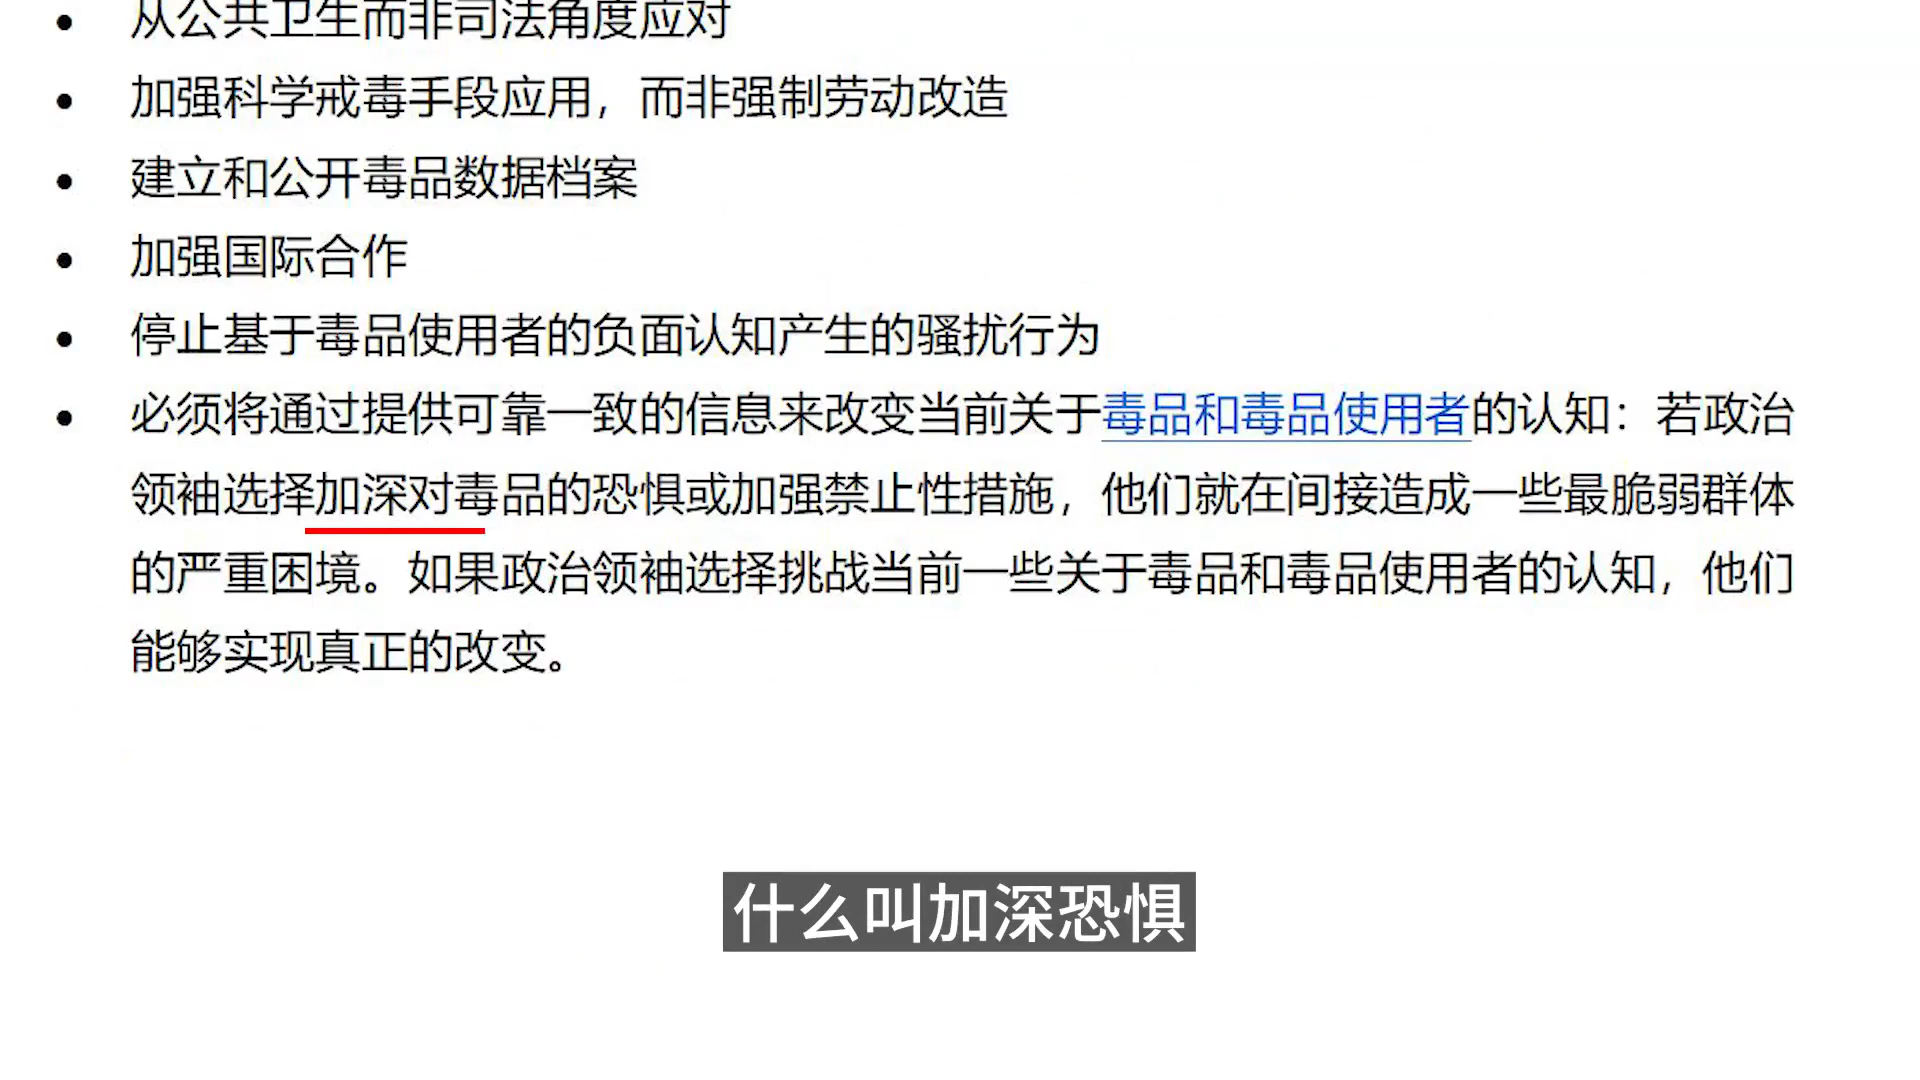 从公共卫生而非司法角度应对
加强科学戒毒手段应用，而非强制劳动改造
建立和公开毒品数据档案
加强国际合作
停止基于毒品使用者的负面认知产生的骚扰行为
必须将通过提供可靠一致的信息来改变当前关于毒品和毒品使用者的认知：若政治
领袖选择加深对毒品的恐惧或加强禁止性措施，他们就在间接造成一些最脆弱群体
的严重困境。如果政治领袖选择挑战当前一些关于毒品和毒品使用者的认知，他们
能够实现真正的改变。
什么叫加深恐惧